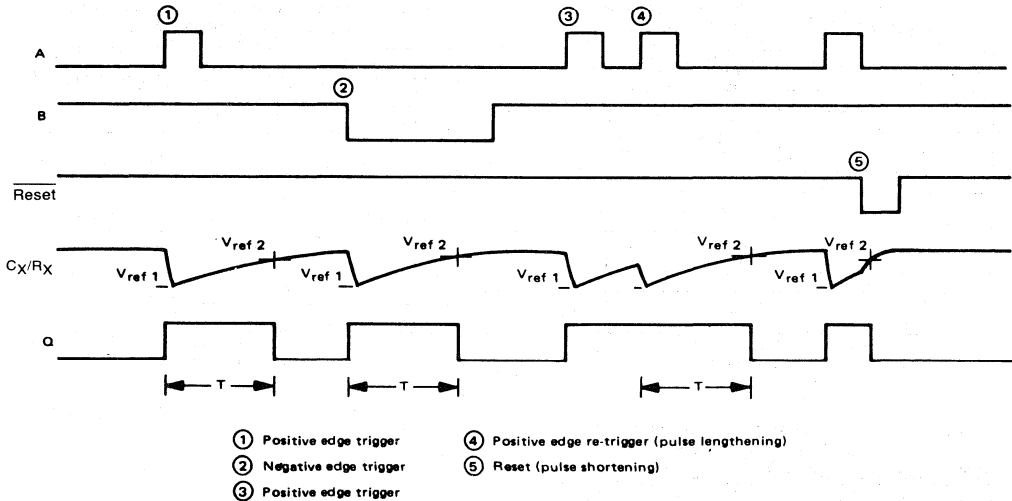 ① ③ ④
A
②
B
⑤
Reset
Vref 2 Vref 2 Vref 2 Vref 2
CX/RX
Vref 1 Vref 1 Vref 1 Vref 1
Q
T T T
① Positive edge trigger
② Negative edge trigger
③ Positive edge trigger
④ Positive edge re-trigger (pulse lengthening)
⑤ Reset (pulse shortening)